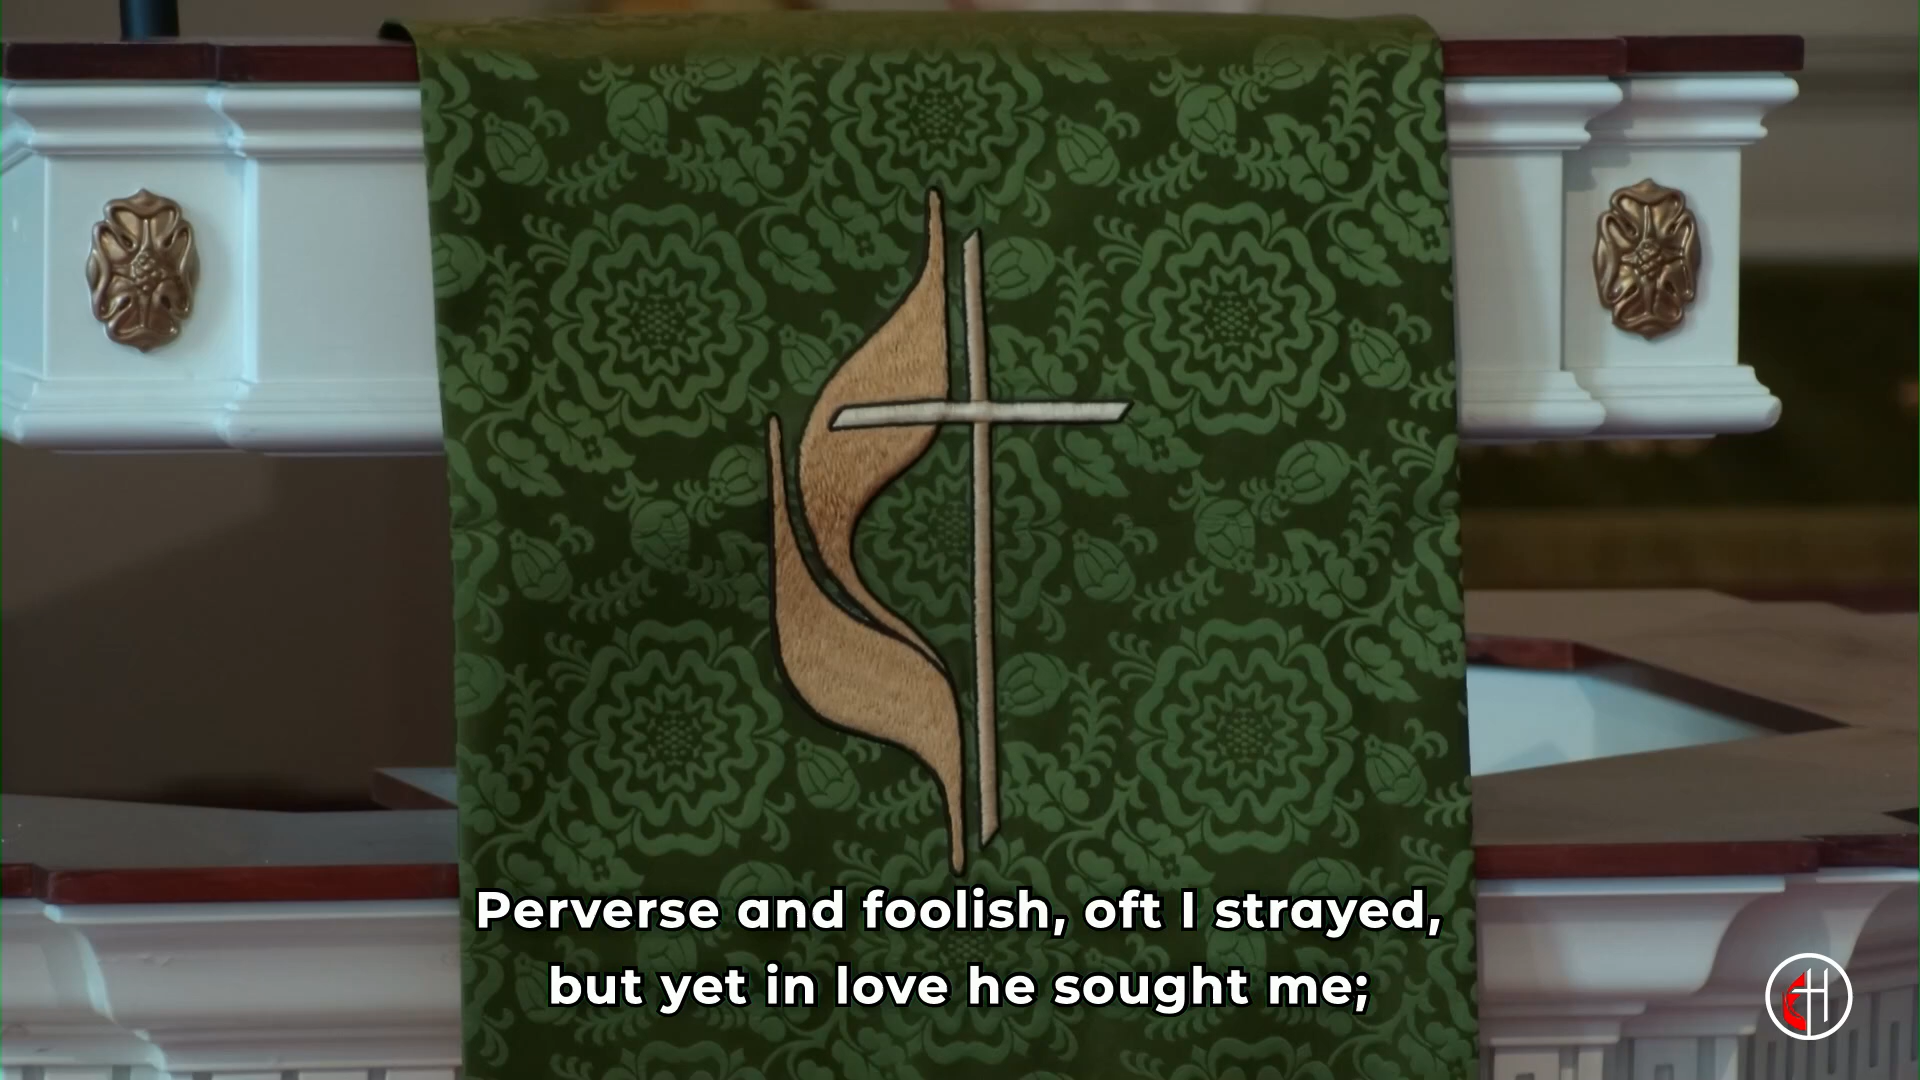 Perverse and foolish, oft I strayed,
but yet in love he sought me;